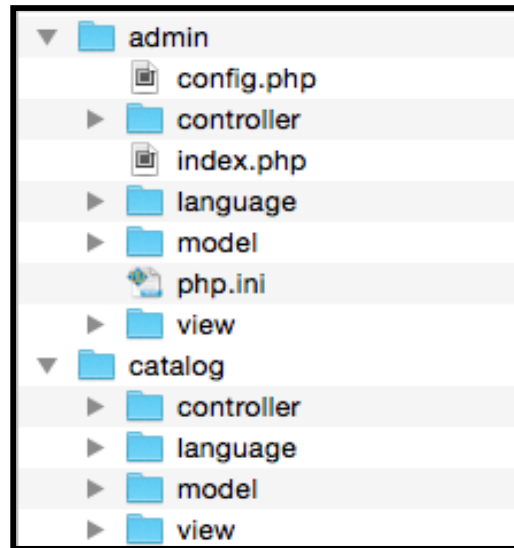 admin
config.php
controller
index.php
language
model
php.ini
view
catalog
controller
language
model
view